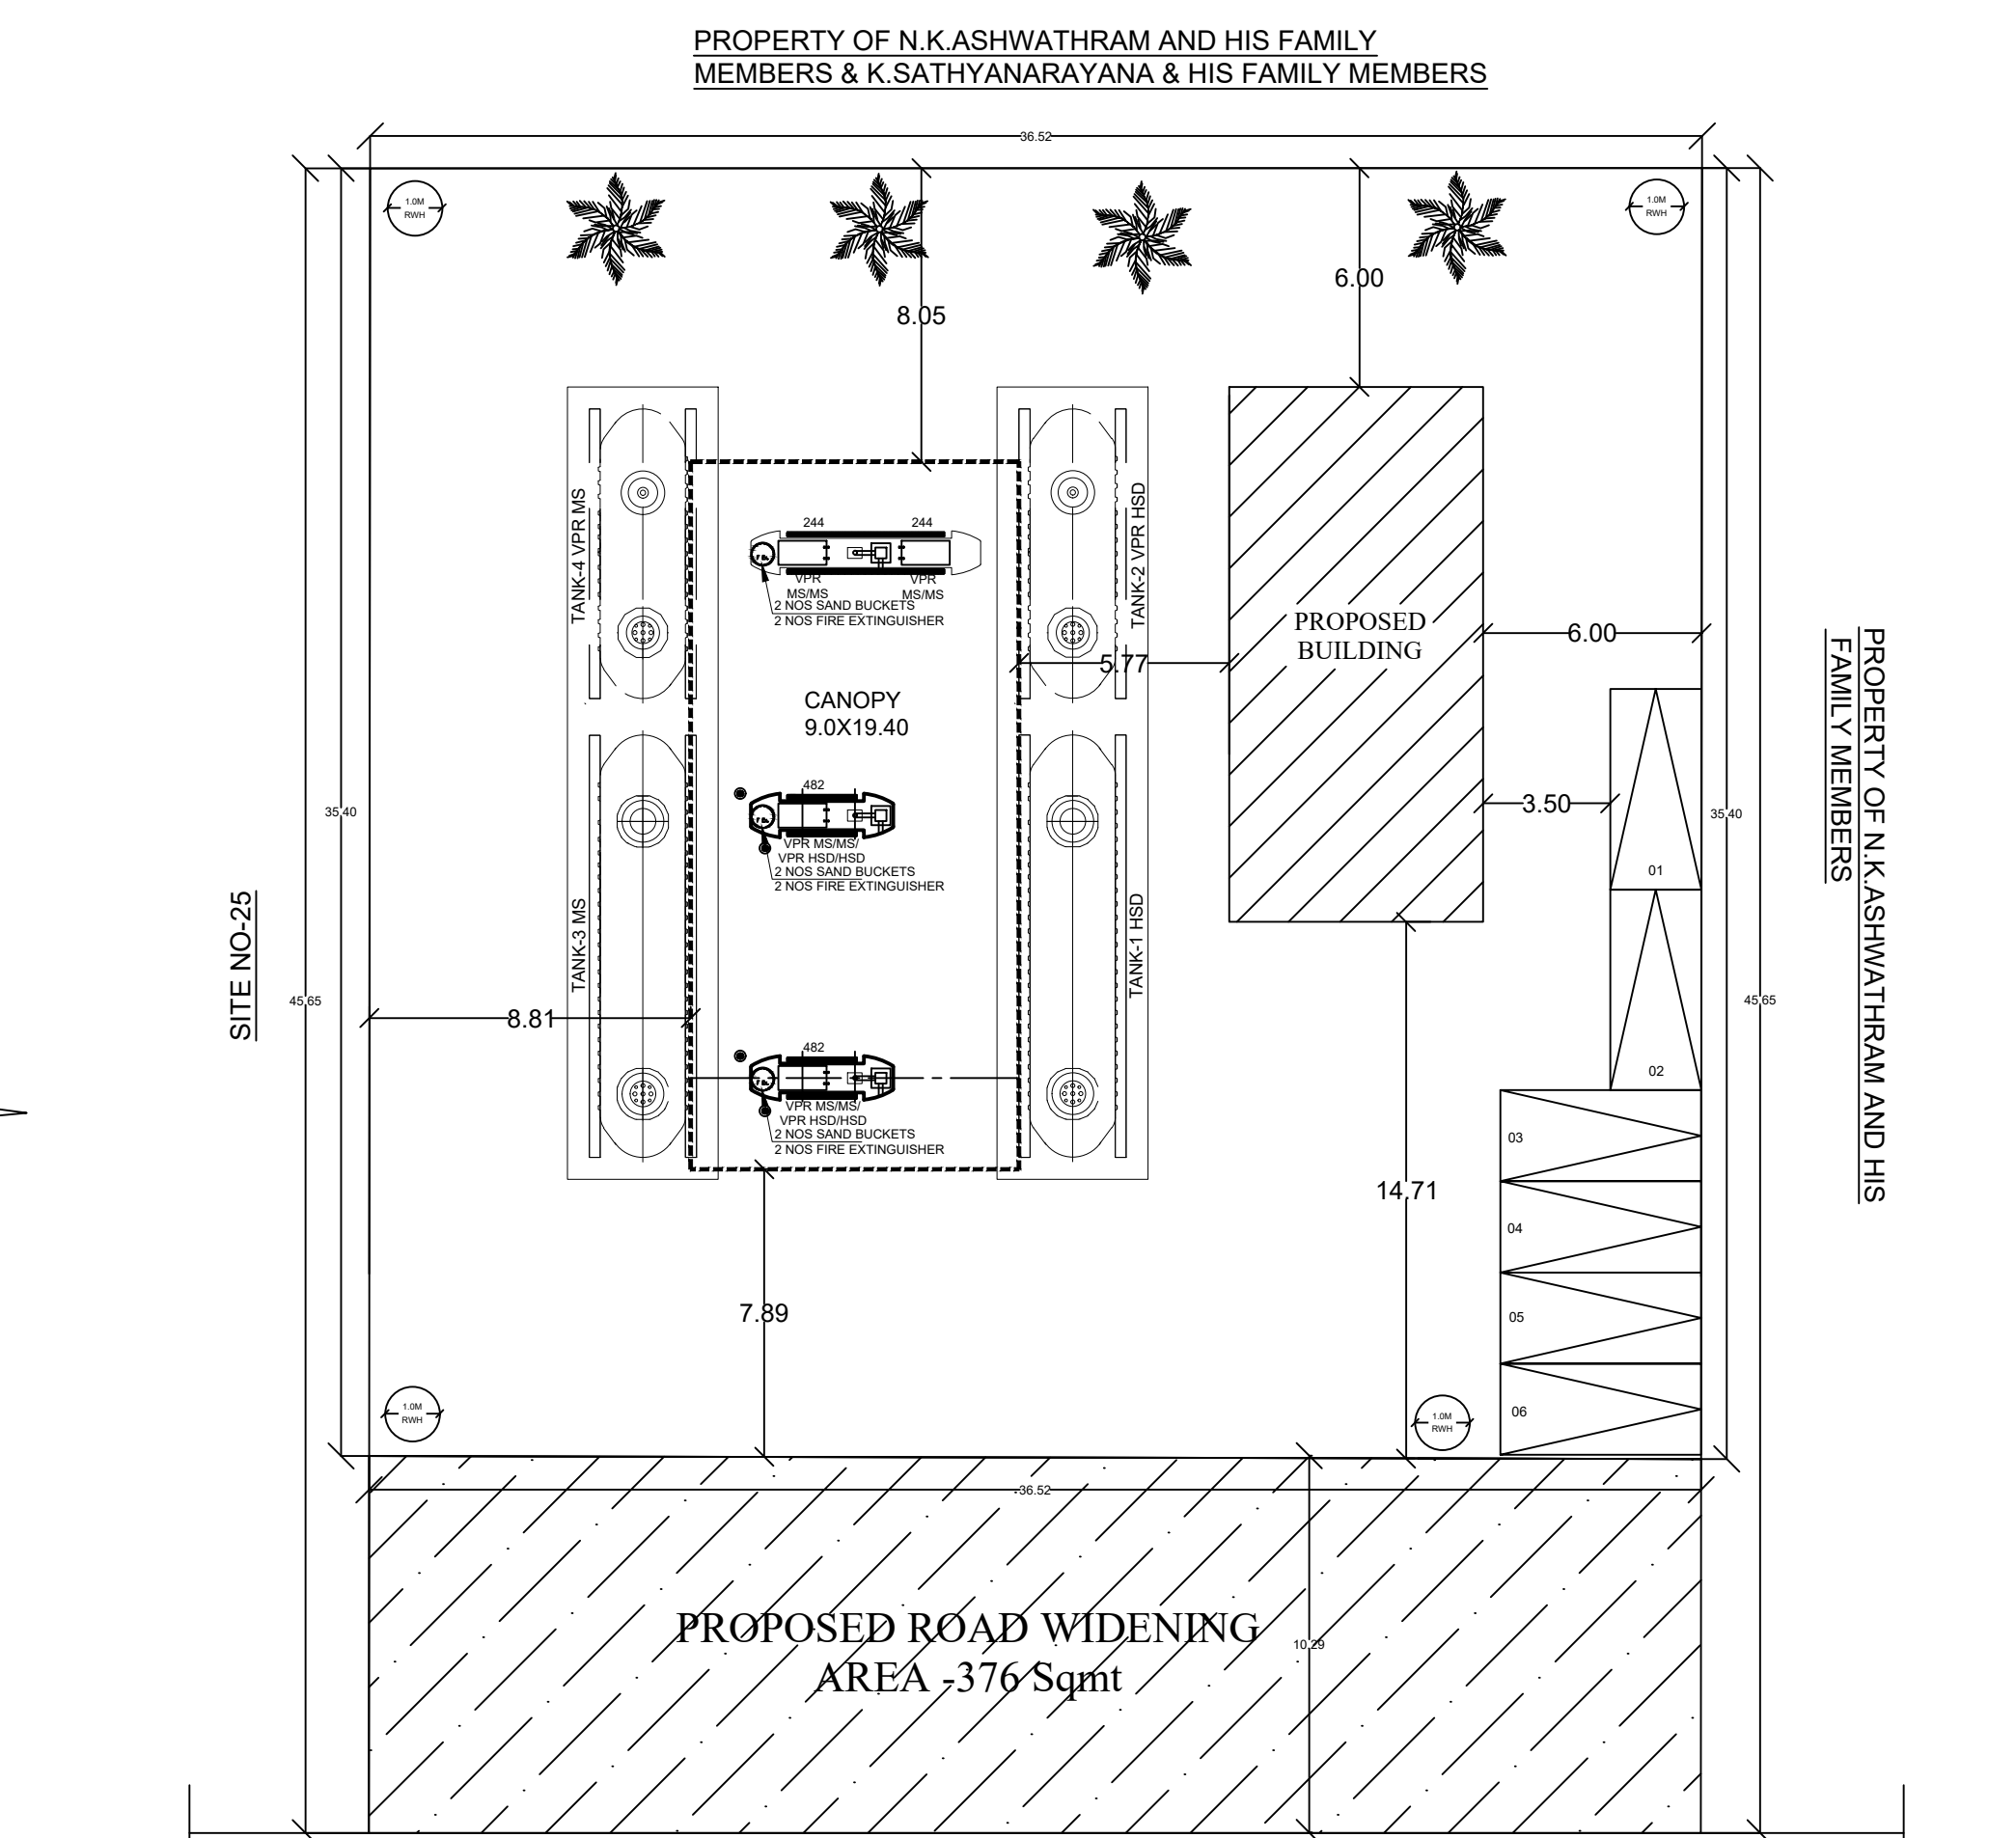 PROPERTY OF N.K.ASHWATHRAM AND HIS FAMILY
MEMBERS & K.SATHYANARAYANA & HIS FAMILY MEMBERS
36.52
1.0M
RWH
1.0M
RWH
6.00
8.05
TANK-4 VPR MS
244
244
VPR
MS/MS
VPR
MS/MS
2 NOS SAND BUCKETS
2 NOS FIRE EXTINGUISHER
TANK-2 VPR HSD
PROPOSED
BUILDING
6.00
5.77
CANOPY
9.0X19.40
482
VPR MS/MS/
VPR HSD/HSD
2 NOS SAND BUCKETS
2 NOS FIRE EXTINGUISHER
3.50
35.40
35.40
01
02
PROPERTY OF N.K.ASHWATHRAM AND HIS
FAMILY MEMBERS
SITE NO-25
45.65
45.65
TANK-3 MS
TANK-1 HSD
8.81
482
VPR MS/MS/
VPR HSD/HSD
2 NOS SAND BUCKETS
2 NOS FIRE EXTINGUISHER
03
14.71
04
7.89
05
06
1.0M
RWH
1.0M
RWH
36.52
PROPOSED ROAD WIDENING
AREA -376 Sqmt
10.29